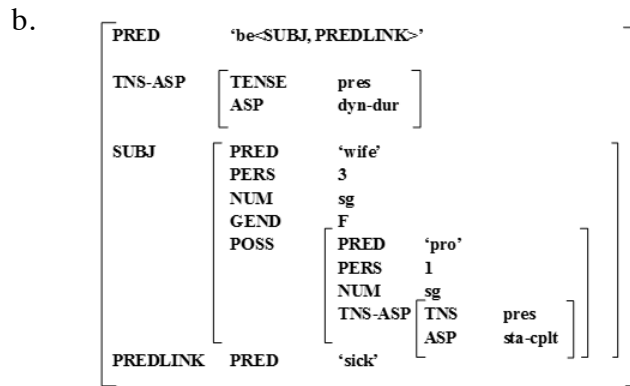 b.
PRED ‘be<SUBJ, PREDLINK>’
TNS-ASP TENSE pres
ASP dyn-dur
SUBJ PRED ‘wife’
PERS 3
NUM sg
GEND F
POSS PRED ‘pro’
PERS 1
NUM sg
TNS-ASP TNS pres
ASP sta-cplt
PREDLINK PRED ‘sick’